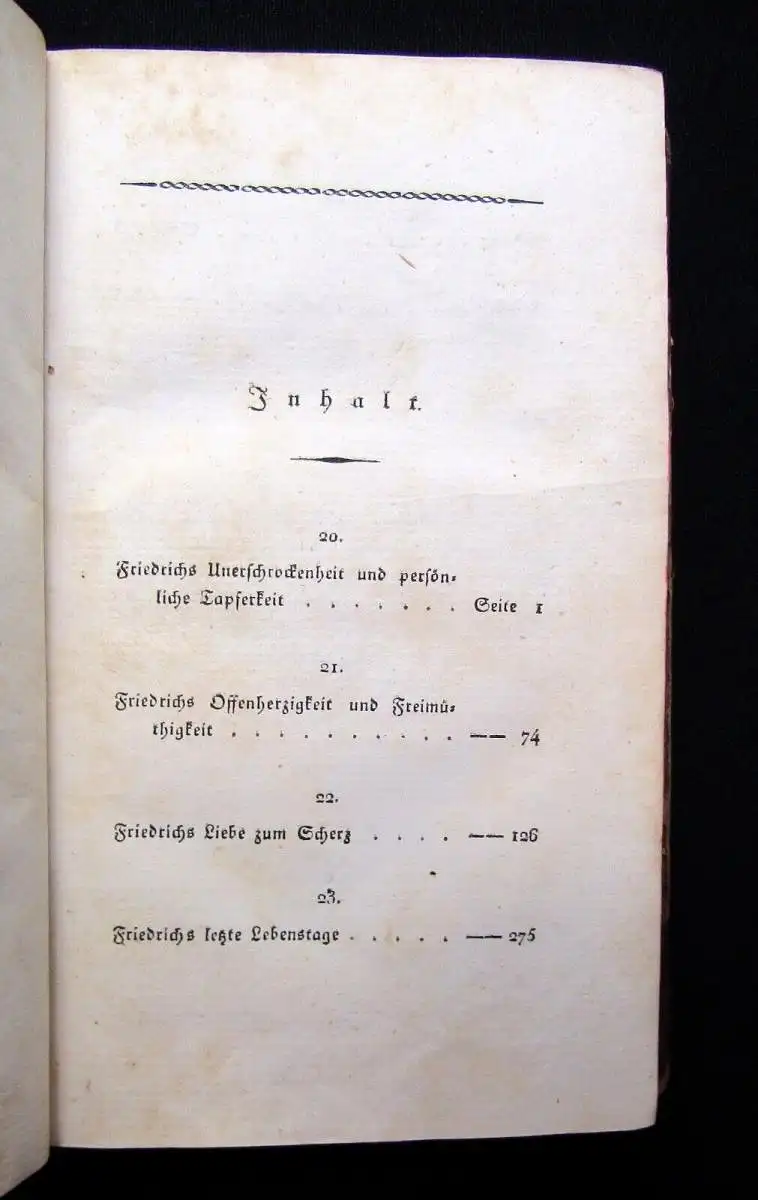 Inhalt.
20.
Friedrichs Unerschrockenheit und persön⸗
liche Tapferkeit . . . . . . . Seite 1
21.
Friedrichs Offenherzigkeit und Freimü⸗
thigkeit . . . . . . . . . . —— 74
22.
Friedrichs Liebe zum Scherz . . . . —— 126
23.
Friedrichs letzte Lebenstage . . . . . —— 275